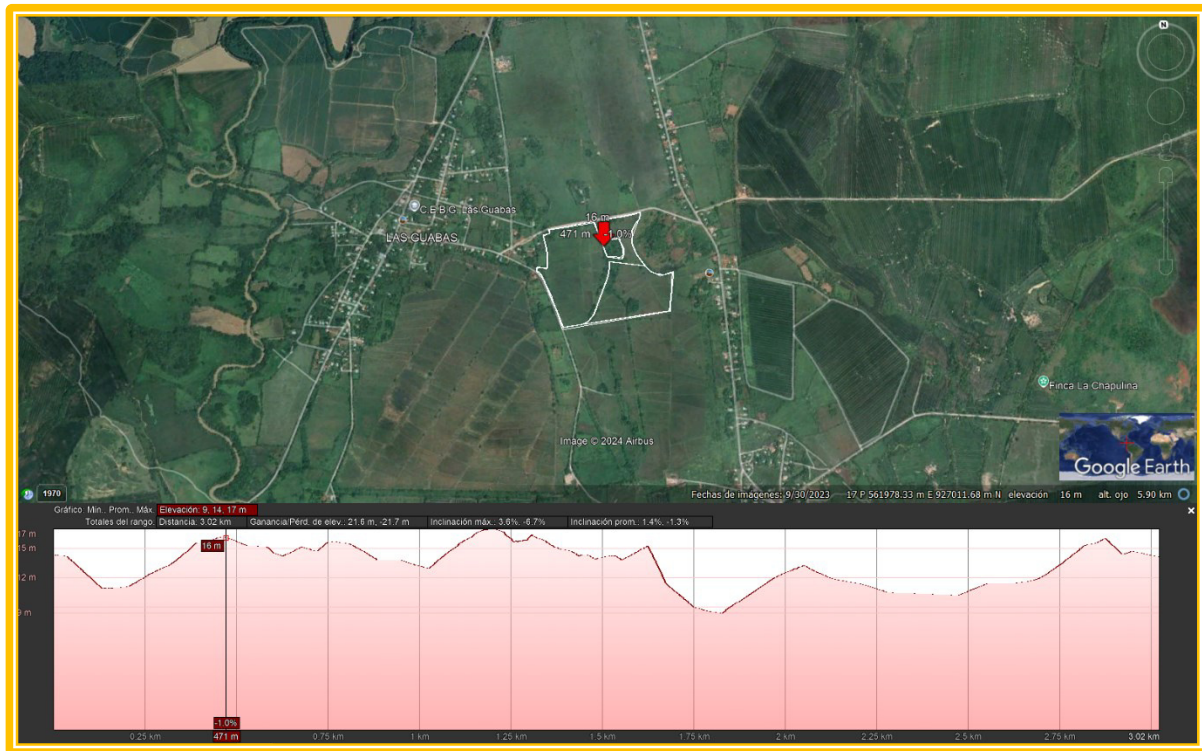 N
C.E.B.G. Las Guabas
LAS GUABAS
16 m
471 m -1.0%
Finca La Chapulina
Image © 2024 Airbus
Google Earth
1970
Fechas de imágenes: 9/30/2023 17 P 561978.33 m E 927011.68 m N elevación 16 m alt. ojo 5.90 km
Gráfico: Mín., Prom., Máx. Elevación: 9, 14, 17 m
Totales del rango: Distancia: 3.02 km Ganancia/Pérd. de elev.: 21.6 m, -21.7 m Inclinación máx.: 3.6%, -6.7% Inclinación prom.: 1.4%, -1.3%
17 m
15 m
12 m
9 m
16 m
-1.0%
0.25 km 471 m 0.75 km 1 km 1.25 km 1.5 km 1.75 km 2 km 2.25 km 2.5 km 2.75 km 3.02 km